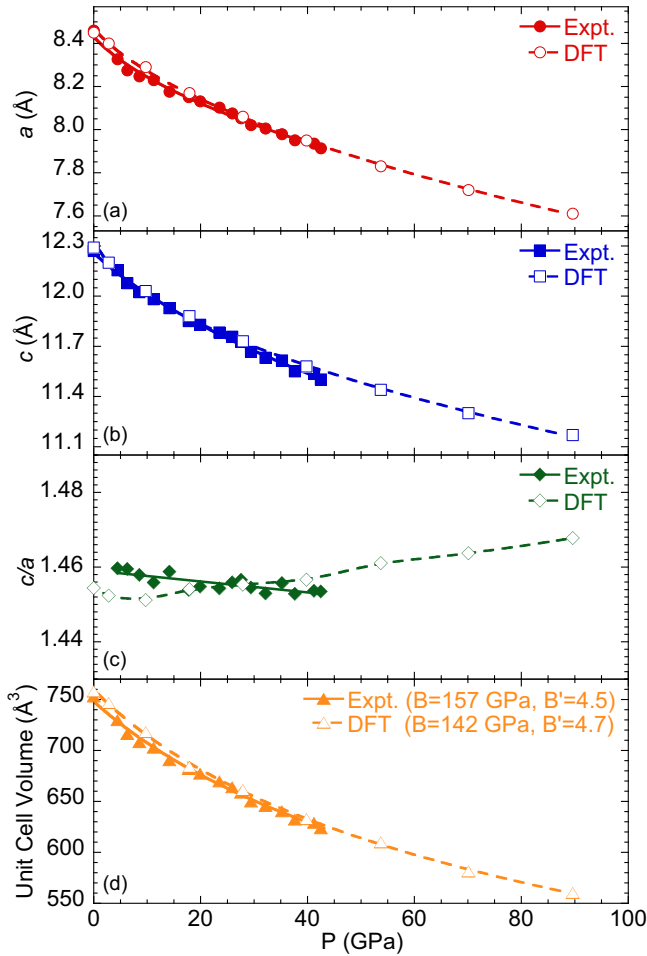 8.4
8.2
8.0
7.8
7.6
a (Å)
Expt.
DFT
(a)
12.3
12.0
11.7
11.4
11.1
c (Å)
Expt.
DFT
(b)
1.48
1.46
1.44
c/a
Expt.
DFT
(c)
750
700
650
600
550
Unit Cell Volume (Å³)
Expt. (B=157 GPa, B'=4.5)
DFT (B=142 GPa, B'=4.7)
(d)
0 20 40 60 80 100
P (GPa)